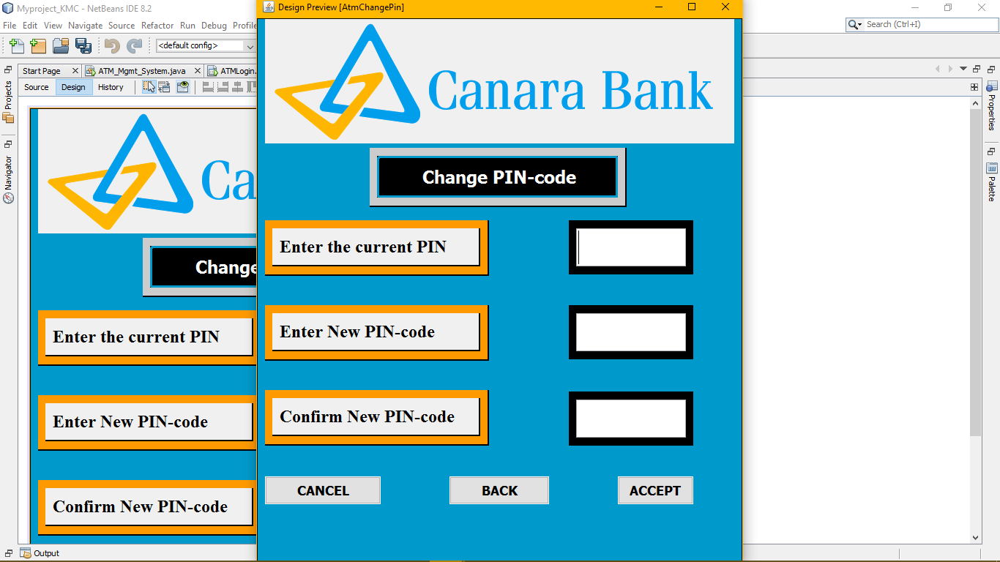 Myproject_KMC - NetBeans IDE 8.2
Design Preview [AtmChangePin]
File Edit View Navigate Source Refactor Run Debug Profile
Search (Ctrl+I)
<default config>
Start Page
ATM_Mgmt_System.java
ATMLogin.
Source Design History
Projects
Navigator
Properties
Palette
Ca
Change
Enter the current PIN
Enter New PIN-code
Confirm New PIN-code
Canara Bank
Change PIN-code
Enter the current PIN
Enter New PIN-code
Confirm New PIN-code
CANCEL BACK ACCEPT
Output